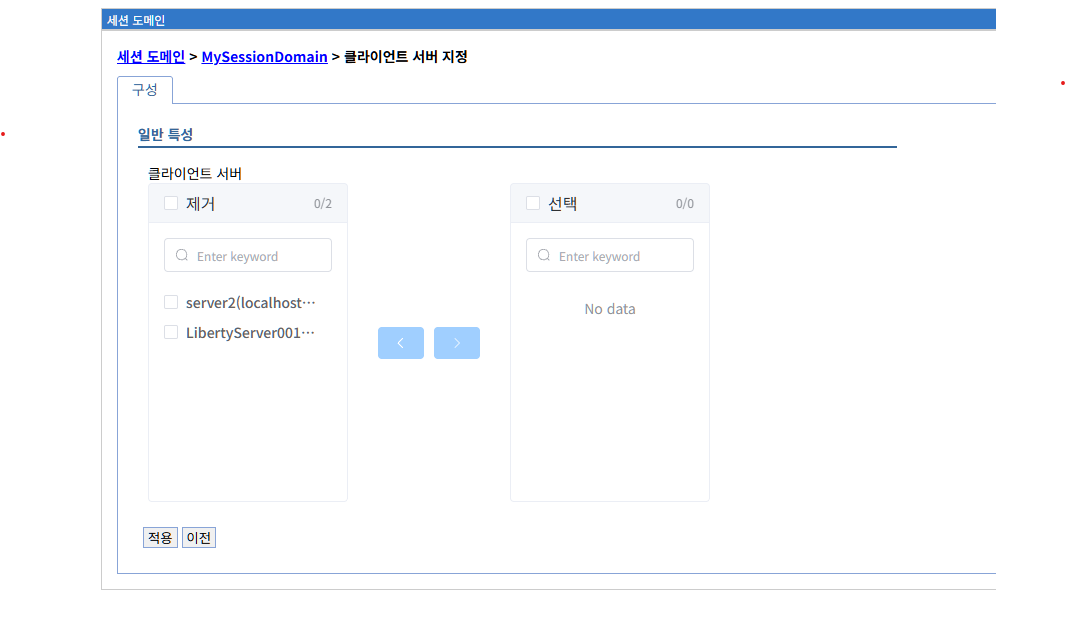 세션 도메인
세션 도메인 > MySessionDomain > 클라이언트 서버 지정
구성
일반 특성
클라이언트 서버
제거 0/2
Enter keyword
server2(localhost···
LibertyServer001···
선택 0/0
Enter keyword
No data
적용 이전